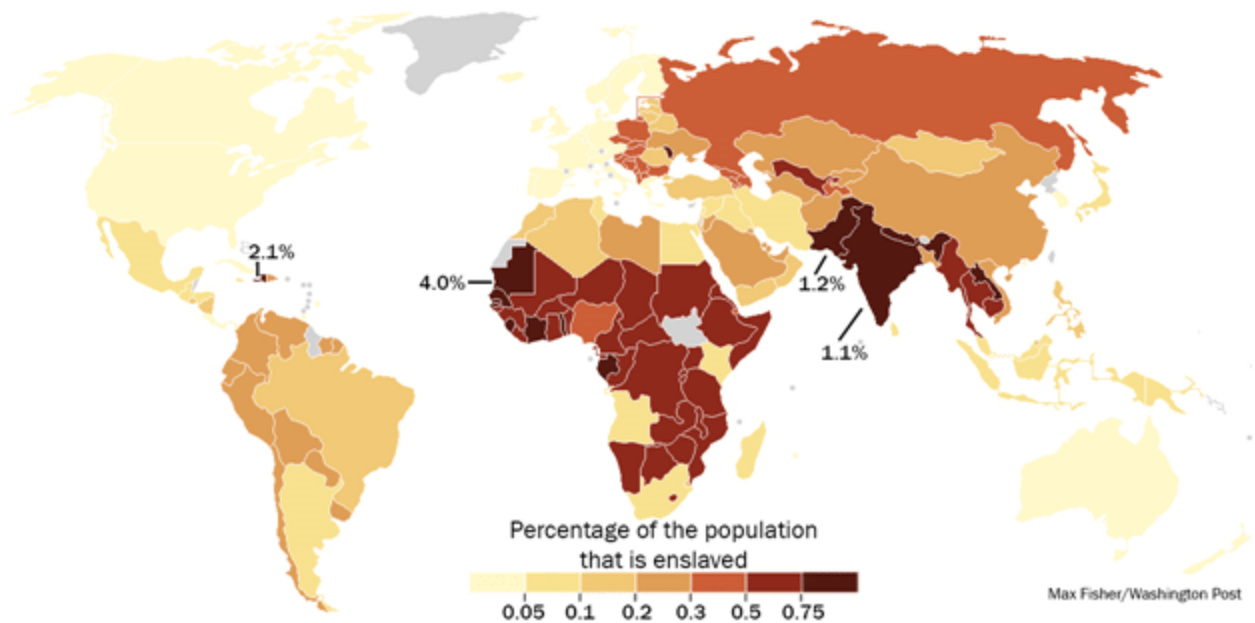 2.1%
4.0%
1.2%
1.1%
Percentage of the population
that is enslaved
0.05 0.1 0.2 0.3 0.5 0.75
Max Fisher/Washington Post